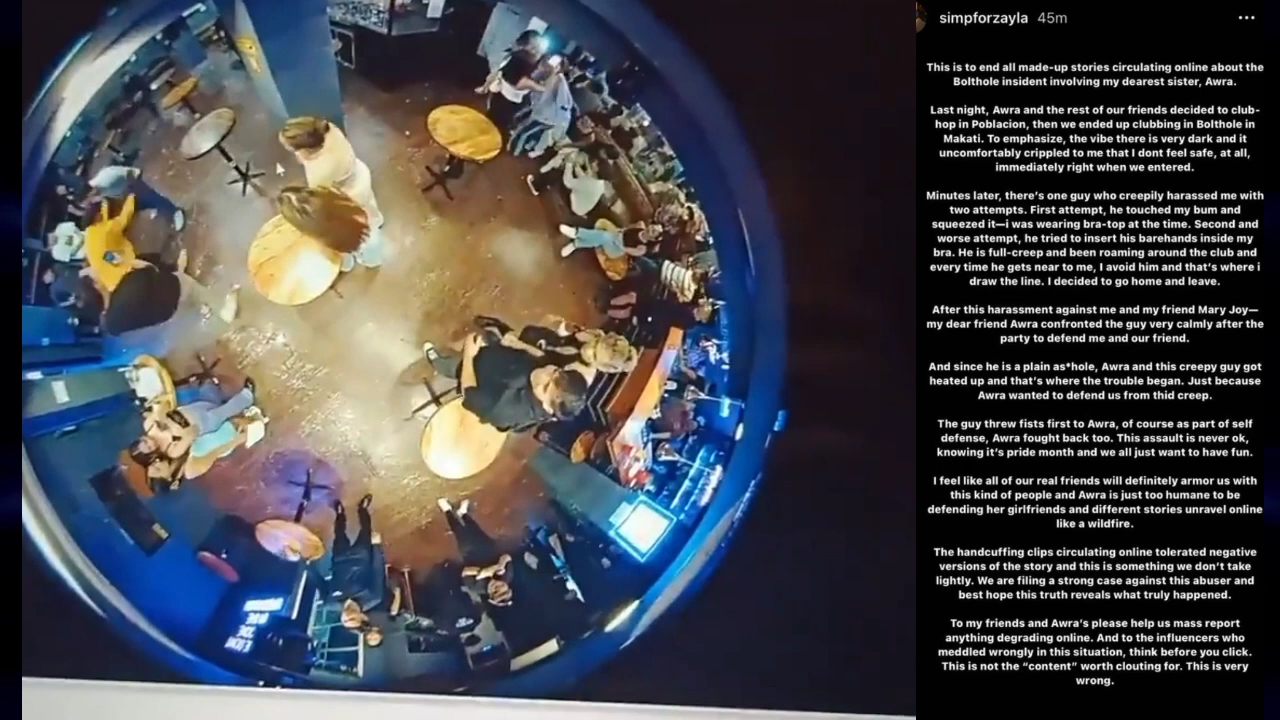 simpforzayla 45m
This is to end all made-up stories circulating online about the
Bolthole insident involving my dearest sister, Awra.
Last night, Awra and the rest of our friends decided to club-
hop in Poblacion, then we ended up clubbing in Bolthole in
Makati. To emphasize, the vibe there is very dark and it
uncomfortably crippled to me that I dont feel safe, at all,
immediately right when we entered.
Minutes later, there's one guy who creepily harassed me with
two attempts. First attempt, he touched my bum and
squeezed it—i was wearing bra-top at the time. Second and
worse attempt, he tried to insert his barehands inside my
bra. He is full-creep and been roaming around the club and
every time he gets near to me, I avoid him and that's where i
draw the line. I decided to go home and leave.
After this harassment against me and my friend Mary Joy—
my dear friend Awra confronted the guy very calmly after the
party to defend me and our friend.
And since he is a plain as*hole, Awra and this creepy guy got
heated up and that's where the trouble began. Just because
Awra wanted to defend us from thid creep.
The guy threw fists first to Awra, of course as part of self
defense, Awra fought back too. This assault is never ok,
knowing it's pride month and we all just want to have fun.
I feel like all of our real friends will definitely armor us with
this kind of people and Awra is just too humane to be
defending her girlfriends and different stories unravel online
like a wildfire.
The handcuffing clips circulating online tolerated negative
versions of the story and this is something we don't take
lightly. We are filing a strong case against this abuser and
best hope this truth reveals what truly happened.
To my friends and Awra's please help us mass report
anything degrading online. And to the influencers who
meddled wrongly in this situation, think before you click.
This is not the "content" worth clouting for. This is very
wrong.